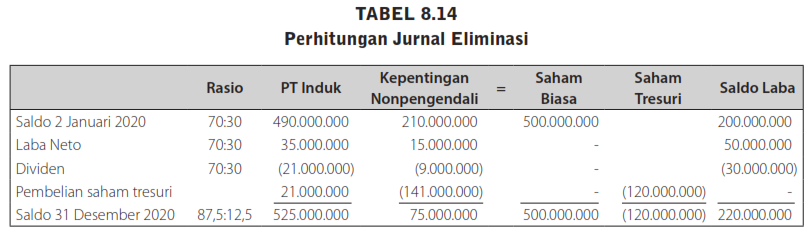 TABEL 8.14
Perhitungan Jurnal Eliminasi
Rasio PT Induk Kepentingan Nonpengendali = Saham Biasa Saham Tresuri Saldo Laba
Saldo 2 Januari 2020 70:30 490.000.000 210.000.000 500.000.000 200.000.000
Laba Neto 70:30 35.000.000 15.000.000 - 50.000.000
Dividen 70:30 (21.000.000) (9.000.000) - (30.000.000)
Pembelian saham tresuri 21.000.000 (141.000.000) - (120.000.000) -
Saldo 31 Desember 2020 87,5:12,5 525.000.000 75.000.000 500.000.000 (120.000.000) 220.000.000